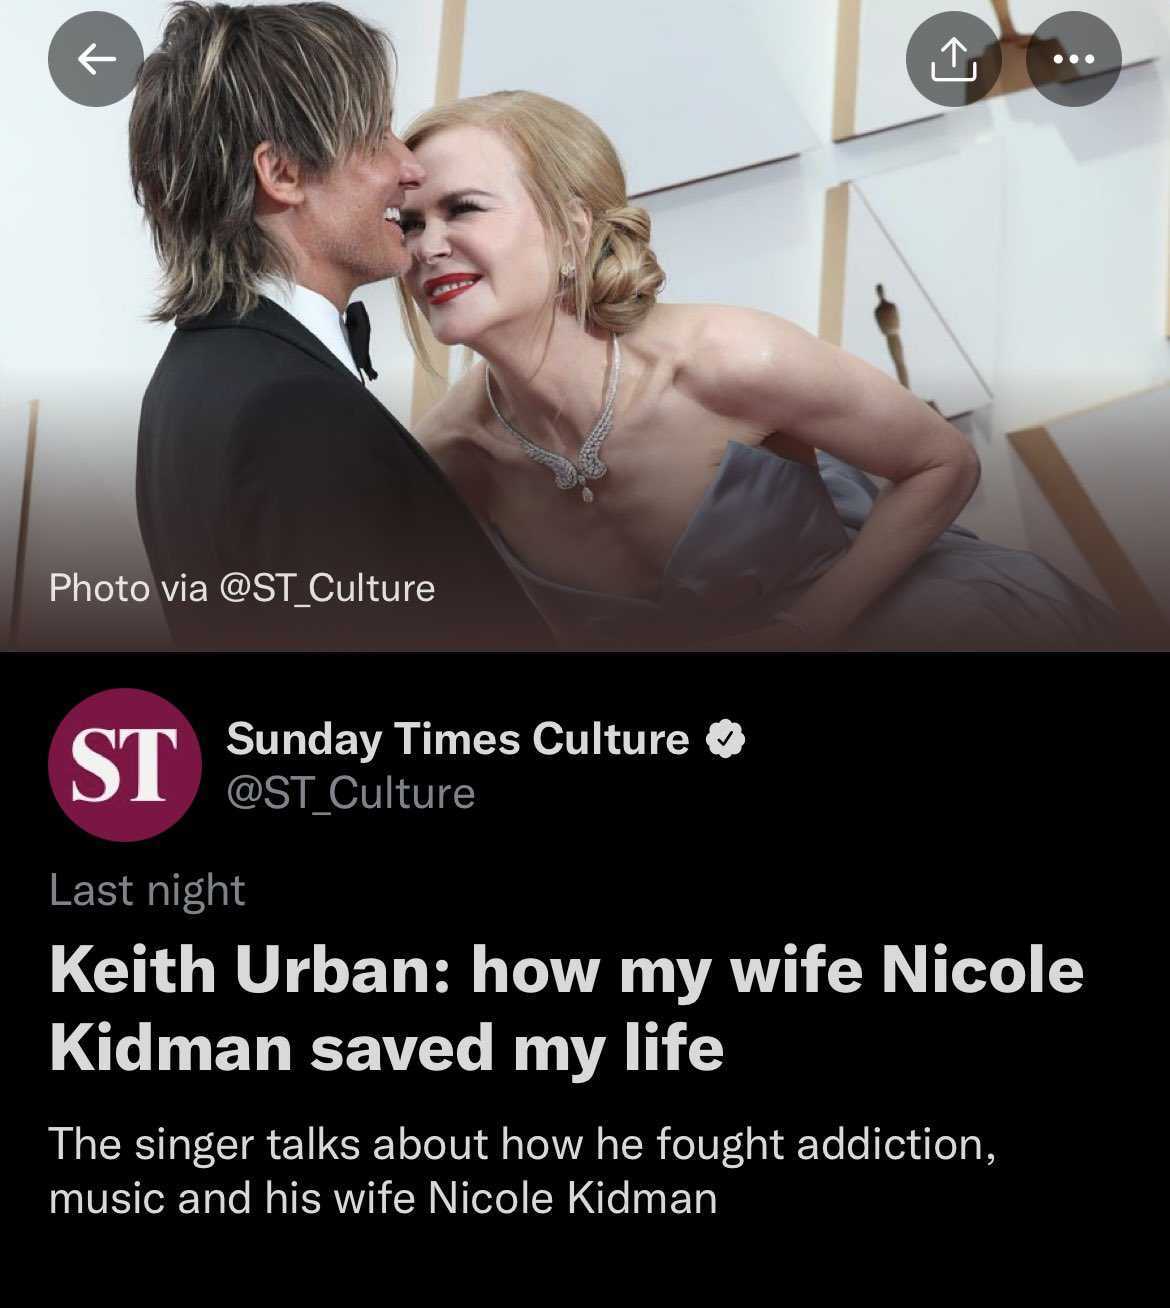 Photo via @ST_Culture
ST
Sunday Times Culture
@ST_Culture
Last night
Keith Urban: how my wife Nicole
Kidman saved my life
The singer talks about how he fought addiction,
music and his wife Nicole Kidman